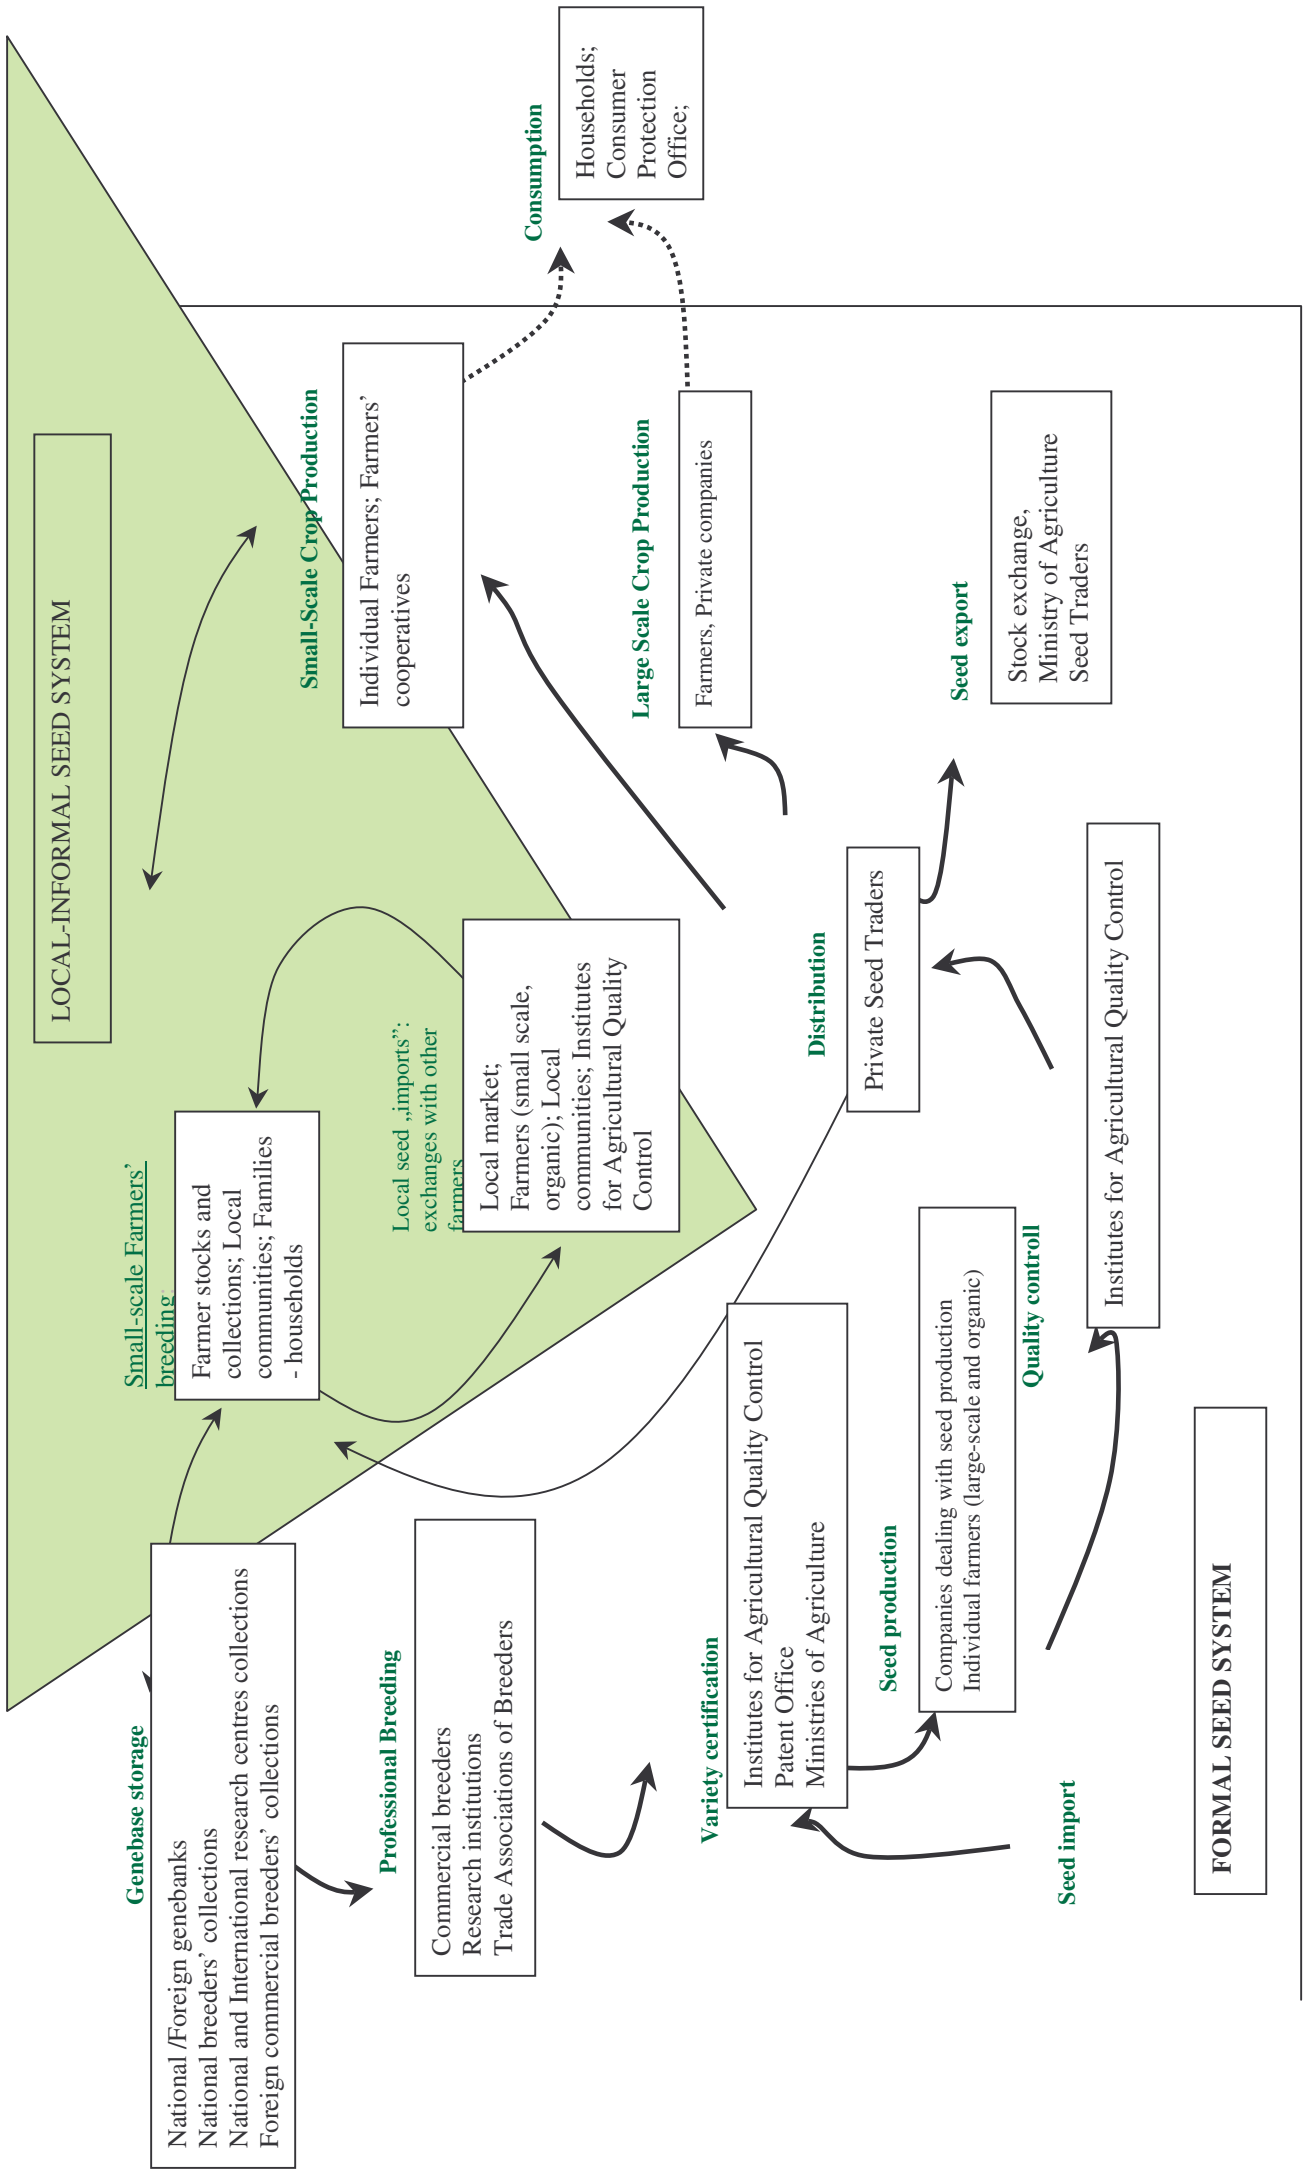 LOCAL-INFORMAL SEED SYSTEM
Genebase storage
National /Foreign genebanks
National breeders’ collections
National and International research centres collections
Foreign commercial breeders’ collections
Small-scale Farmers’
breeding:
Farmer stocks and
collections; Local
communities; Families
- households
Small-Scale Crop Production
Individual Farmers; Farmers’
cooperatives
Consumption
Households;
Consumer
Protection
Office;
Professional Breeding
Commercial breeders
Research institutions
Trade Associations of Breeders
Local seed „imports”:
exchanges with other
farmers
Local market;
Farmers (small scale,
organic); Local
communities; Institutes
for Agricultural Quality
Control
Large Scale Crop Production
Farmers, Private companies
Variety certification
Institutes for Agricultural Quality Control
Patent Office
Ministries of Agriculture
Distribution
Private Seed Traders
Seed production
Companies dealing with seed production
Individual farmers (large-scale and organic)
Seed export
Stock exchange,
Ministry of Agriculture
Seed Traders
Quality controll
Institutes for Agricultural Quality Control
Seed import
FORMAL SEED SYSTEM